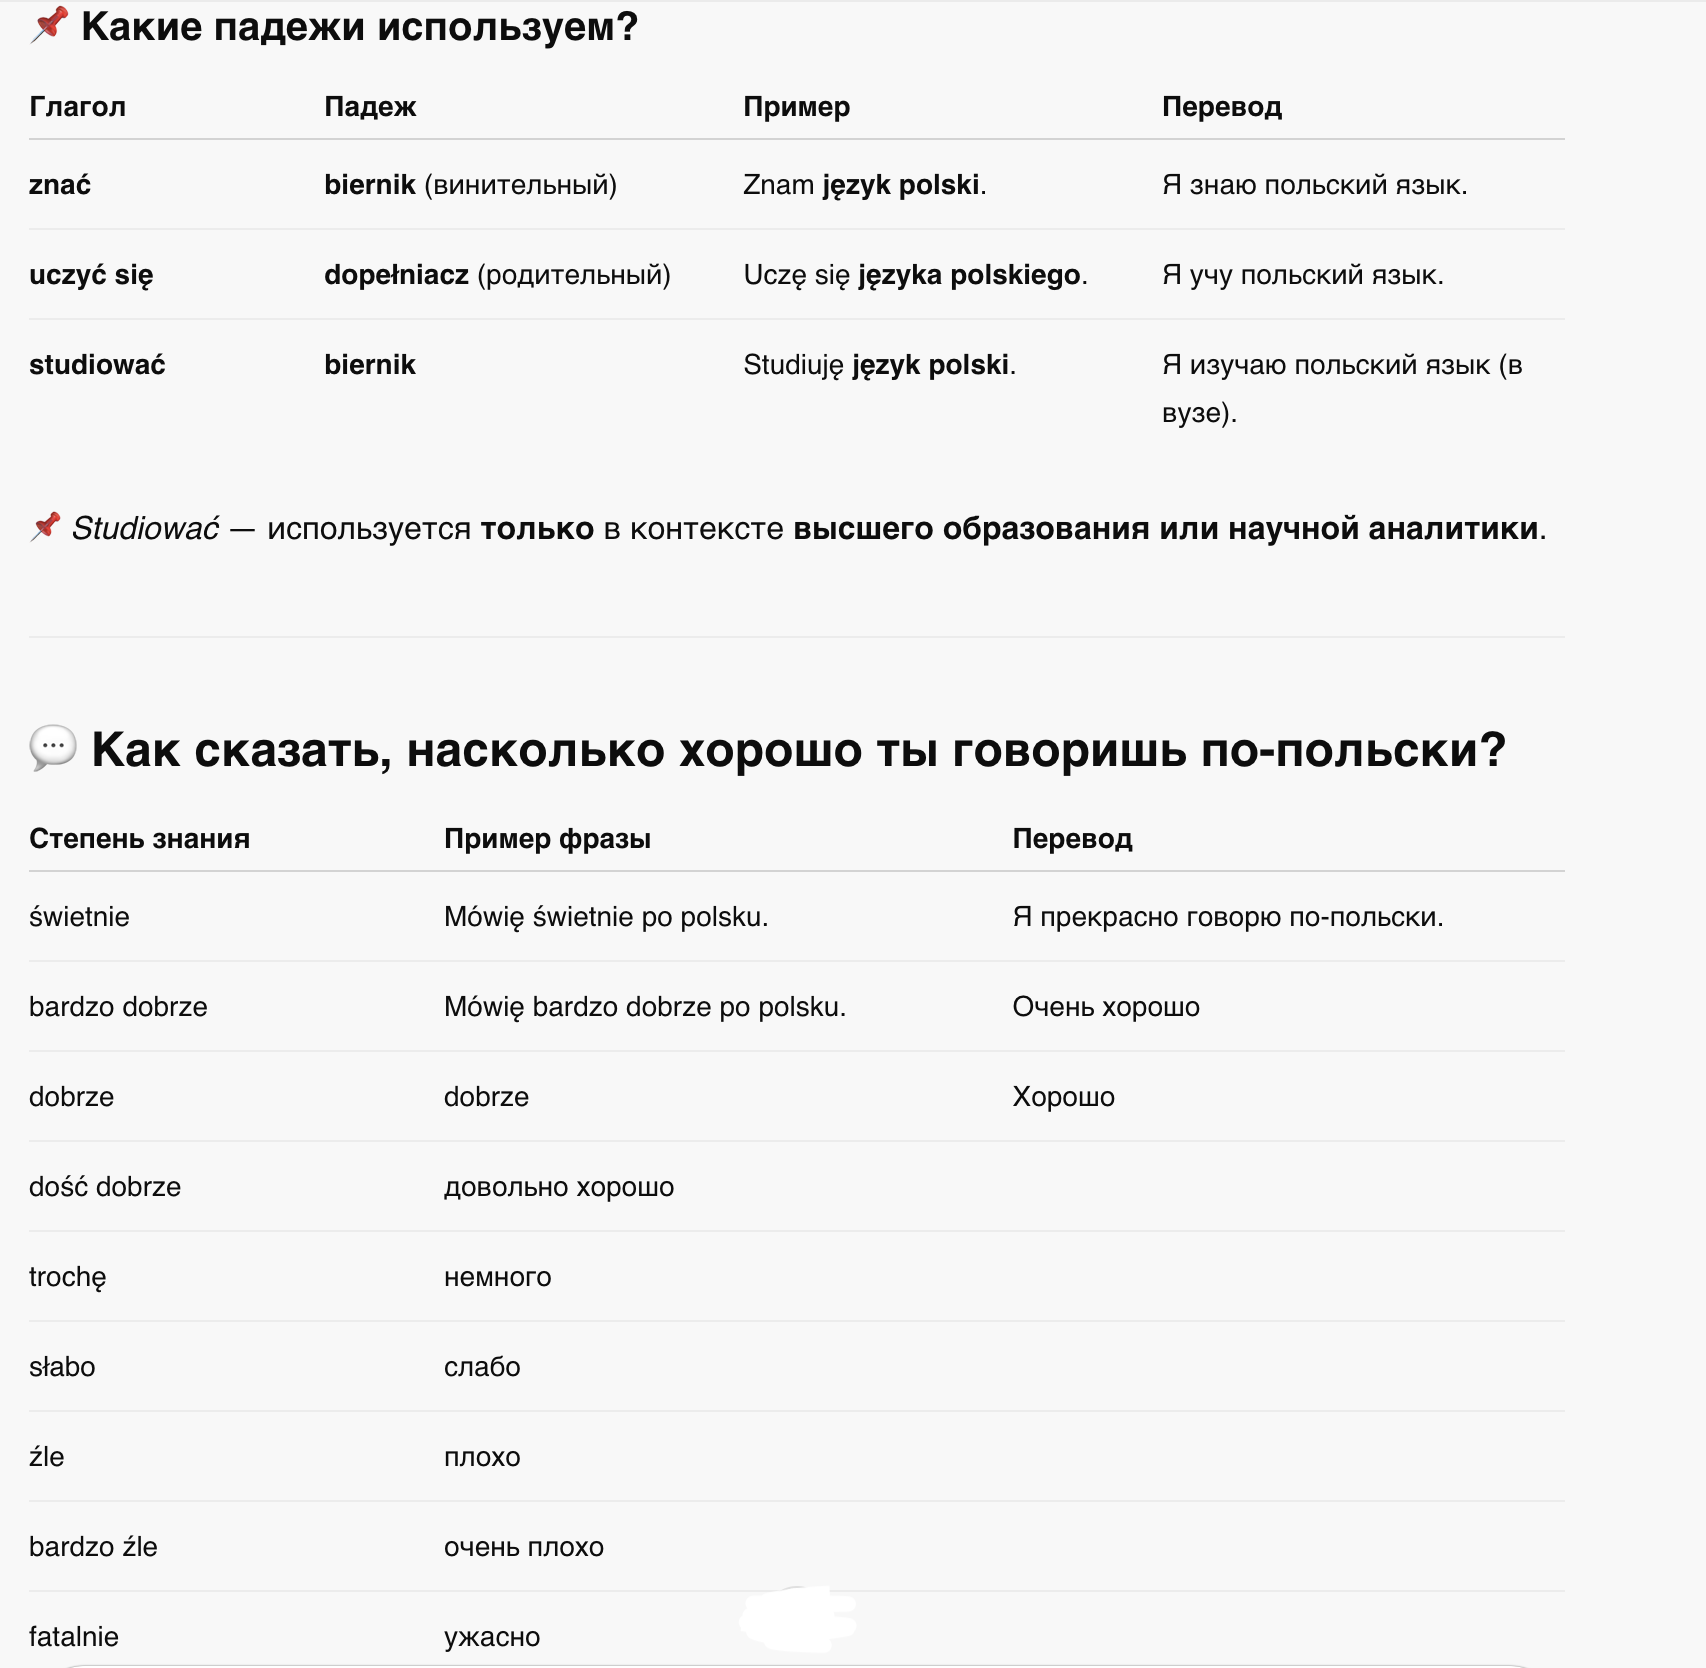 📌 Какие падежи используем?
Глагол Падеж Пример Перевод
znać biernik (винительный) Znam język polski. Я знаю польский язык.
uczyć się dopełniacz (родительный) Uczę się języka polskiego. Я учу польский язык.
studiować biernik Studiuję język polski. Я изучаю польский язык (в
вузе).
📌 Studiować — используется только в контексте высшего образования или научной аналитики.
💬 Как сказать, насколько хорошо ты говоришь по-польски?
Степень знания Пример фразы Перевод
świetnie Mówię świetnie po polsku. Я прекрасно говорю по-польски.
bardzo dobrze Mówię bardzo dobrze po polsku. Очень хорошо
dobrze dobrze Хорошо
dość dobrze довольно хорошо
trochę немного
słabo слабо
źle плохо
bardzo źle очень плохо
fatalnie ужасно